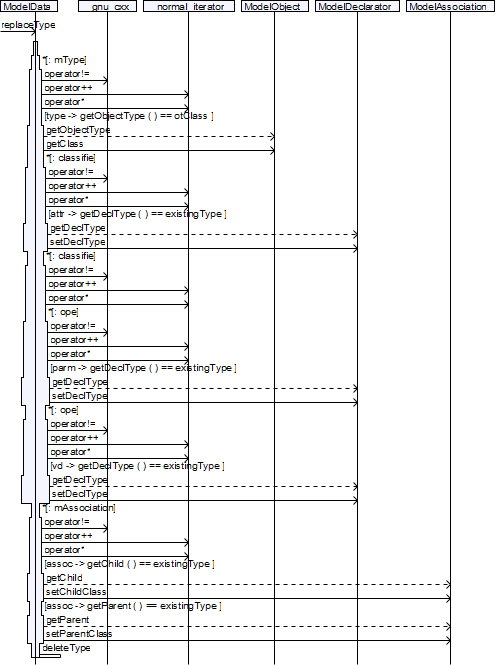 ModelData __gnu_cxx __normal_iterator ModelObject ModelDeclarator ModelAssociation
replaceType
*[: mType]
operator!=
operator++
operator*
[type -> getObjectType ( ) == otClass ]
getObjectType
getClass
*[: classifie]
operator!=
operator++
operator*
[attr -> getDeclType ( ) == existingType ]
getDeclType
setDeclType
*[: classifie]
operator!=
operator++
operator*
*[: ope]
operator!=
operator++
operator*
[parm -> getDeclType ( ) == existingType ]
getDeclType
setDeclType
*[: ope]
operator!=
operator++
operator*
[vd -> getDeclType ( ) == existingType ]
getDeclType
setDeclType
*[: mAssociation]
operator!=
operator++
operator*
[assoc -> getChild ( ) == existingType ]
getChild
setChildClass
[assoc -> getParent ( ) == existingType ]
getParent
setParentClass
deleteType